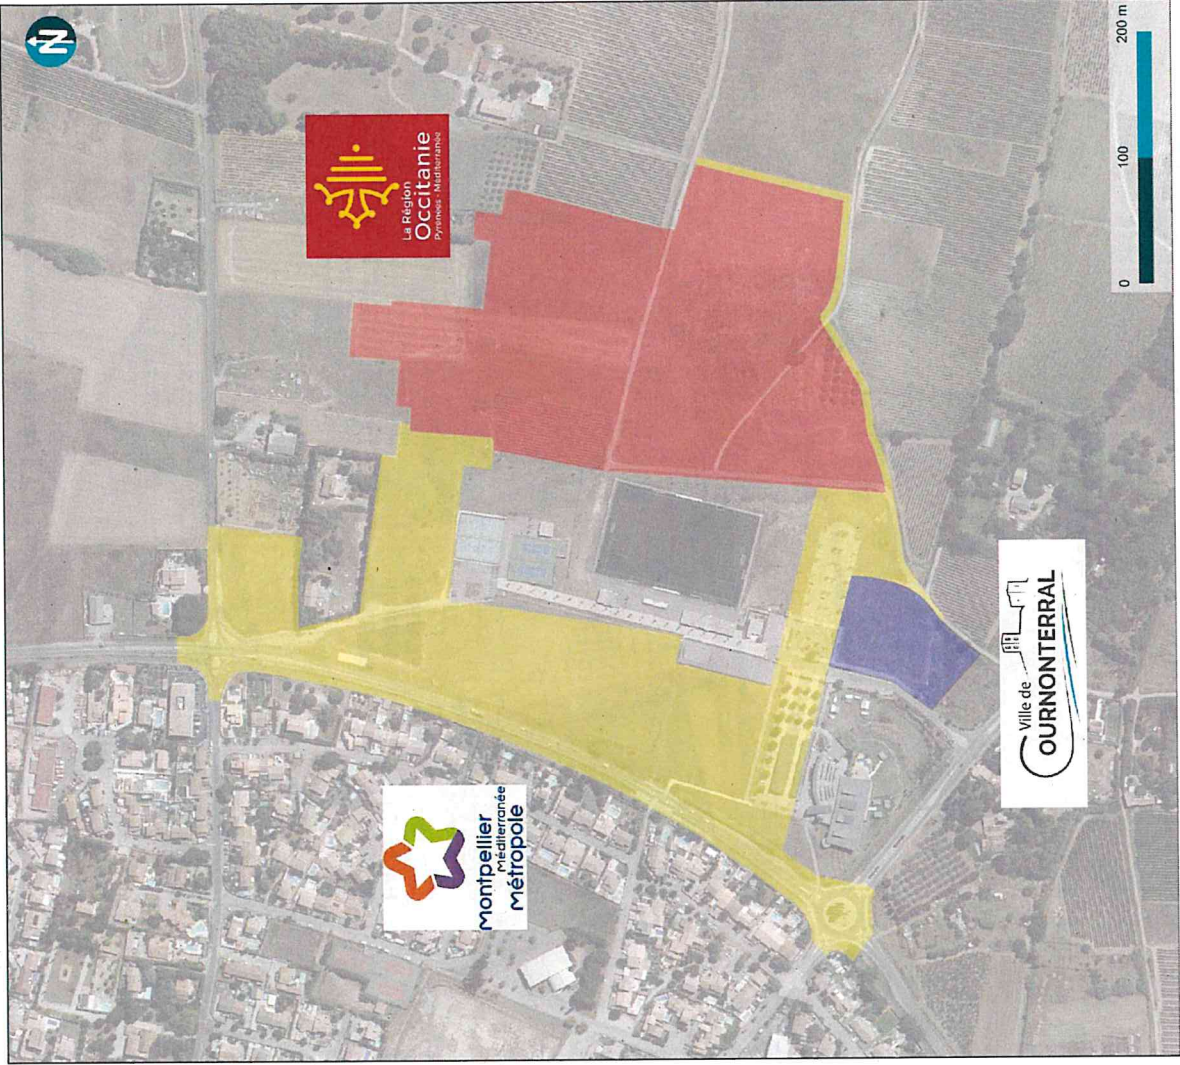 N
La Région
Occitanie
Pyrénées - Méditerranée
Montpellier
Méditerranée
Métropole
Ville de
COURNONTERRAL
0
100
200 m